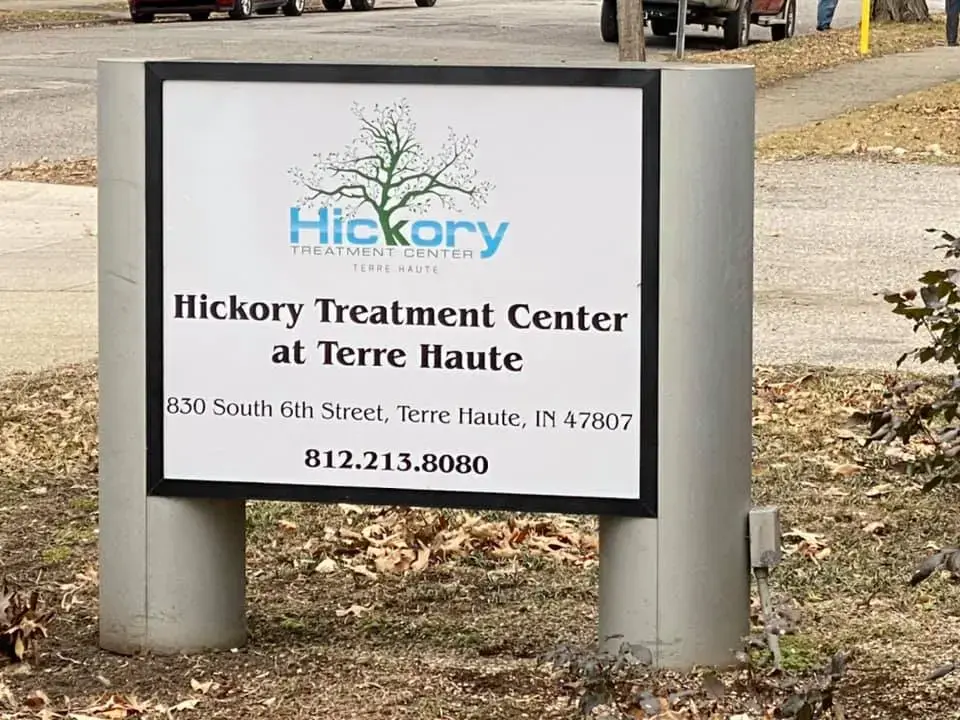 Hickory
TREATMENT CENTER
TERRE HAUTE
Hickory Treatment Center
at Terre Haute
830 South 6th Street, Terre Haute, IN 47807
812.213.8080